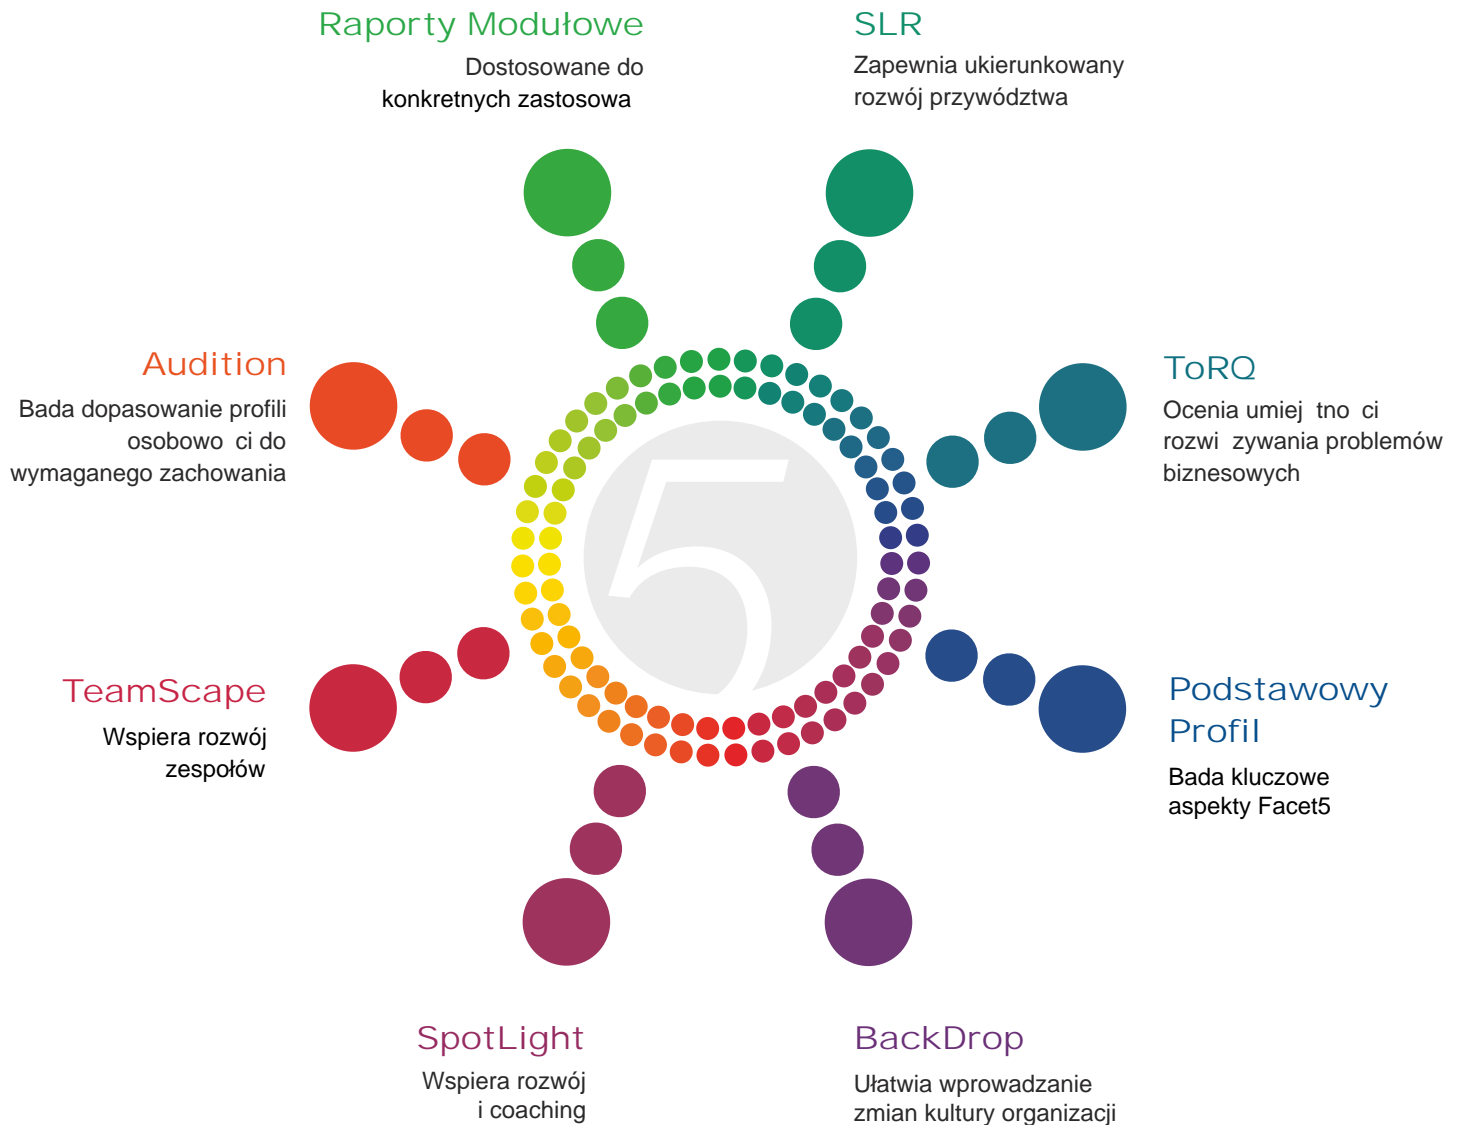 Raporty Modułowe
Dostosowane do
konkretnych zastosowa
SLR
Zapewnia ukierunkowany
rozwój przywództwa
Audition
Bada dopasowanie profili
osobowo ci do
wymaganego zachowania
ToRQ
Ocenia umiej tno ci
rozwi zywania problemów
biznesowych
5
TeamScape
Wspiera rozwój
zespołów
Podstawowy
Profil
Bada kluczowe
aspekty Facet5
SpotLight
Wspiera rozwój
i coaching
BackDrop
Ułatwia wprowadzanie
zmian kultury organizacji